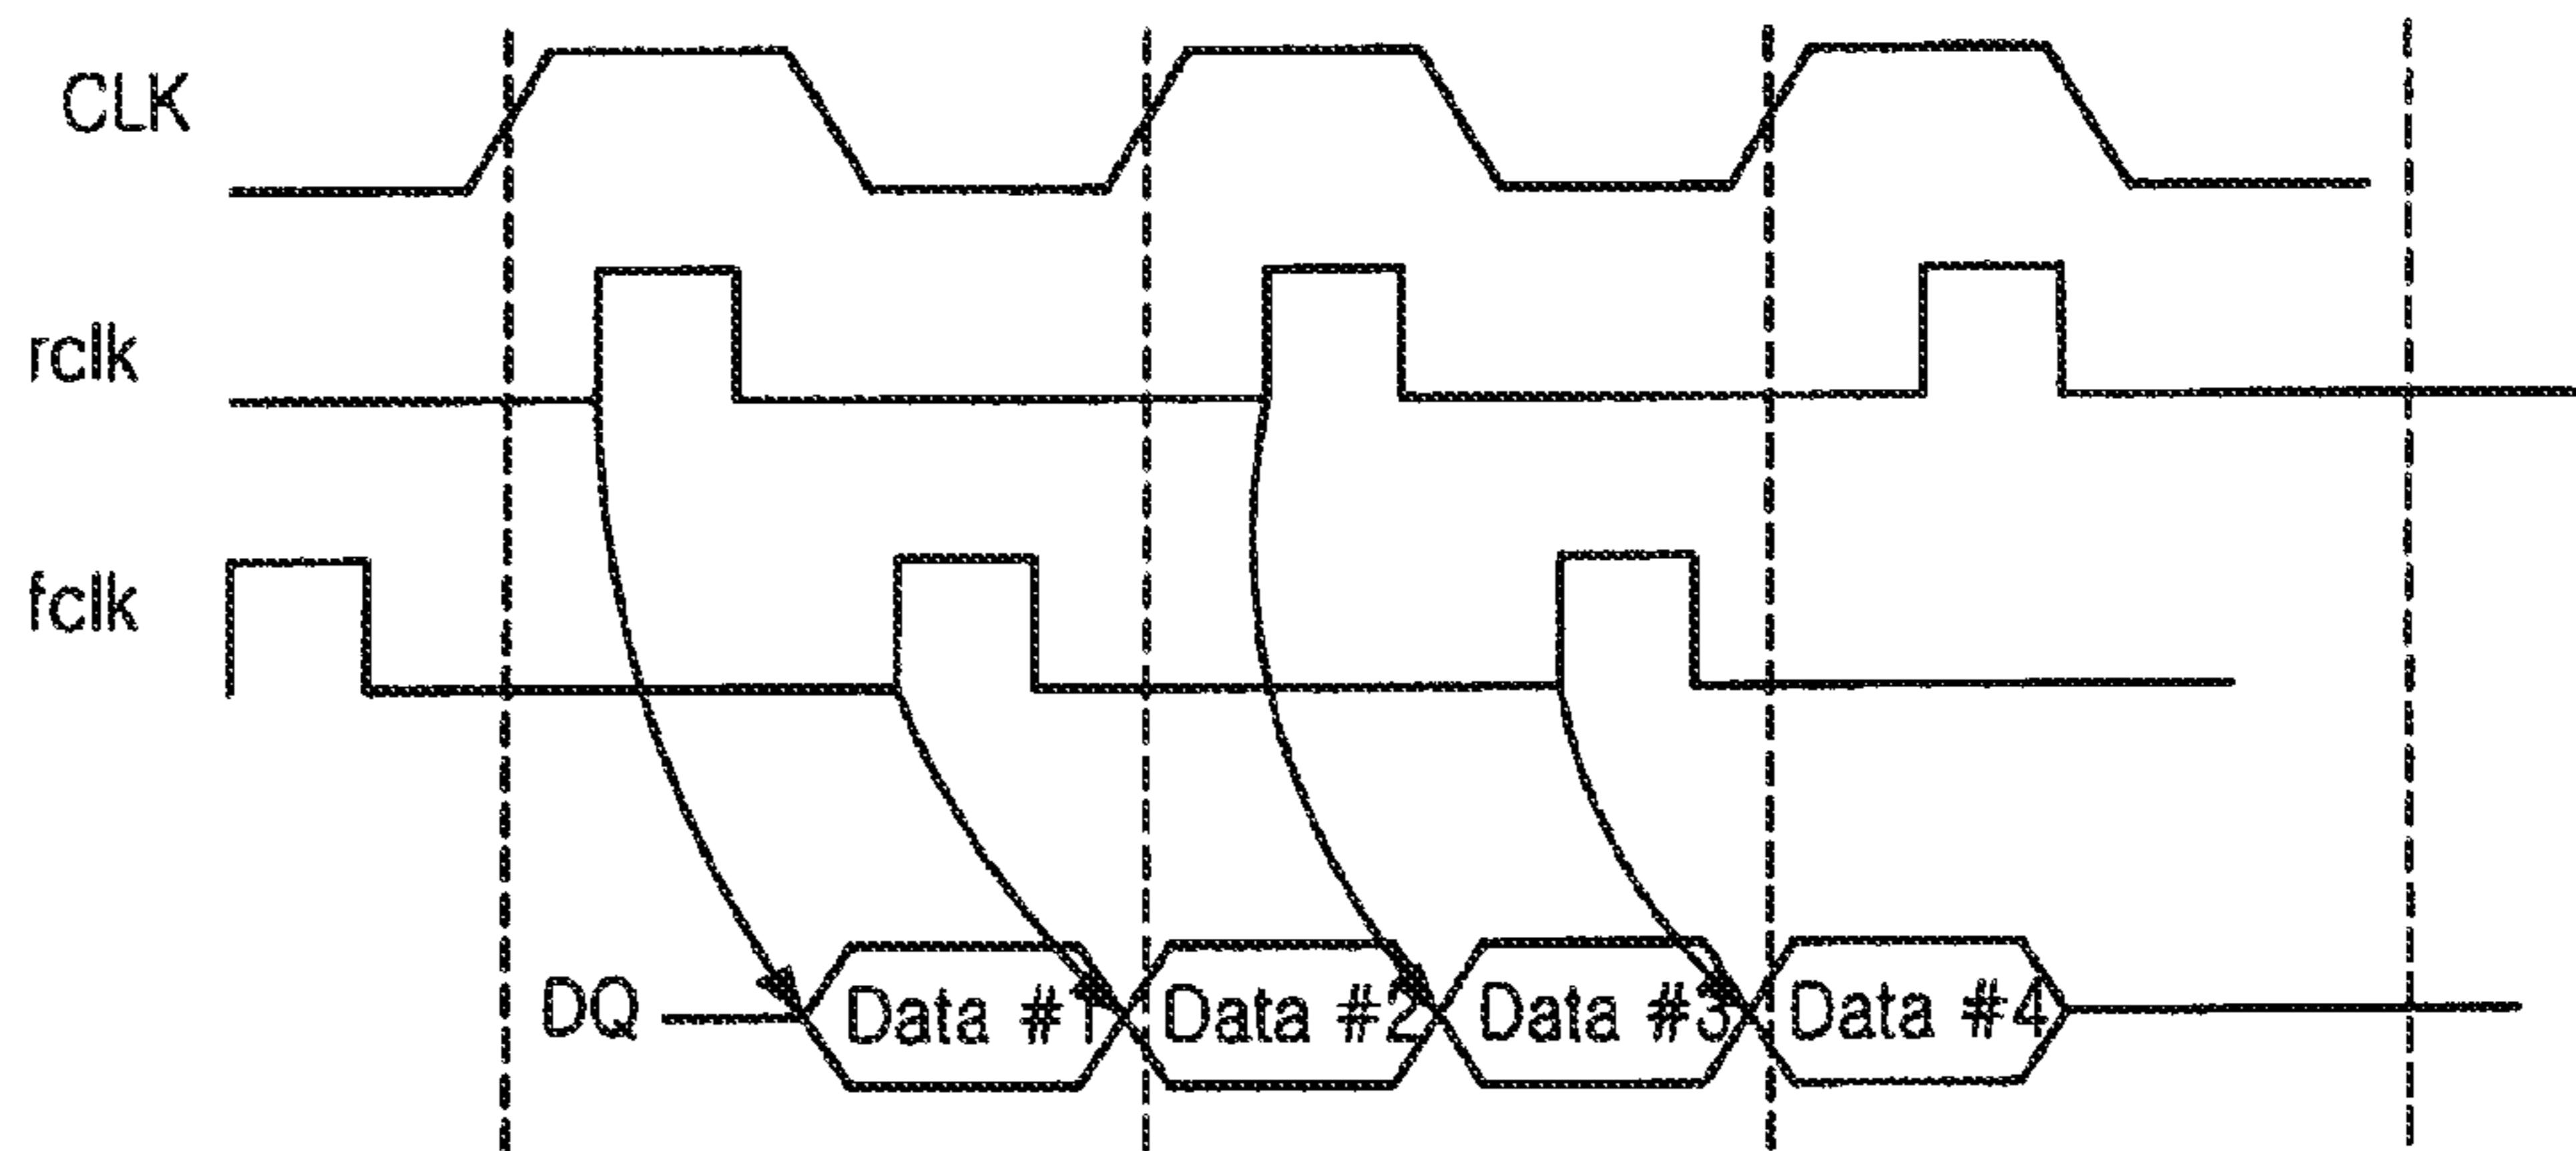 CLK
rclk
fclk
DQ Data #1 Data #2 Data #3 Data #4